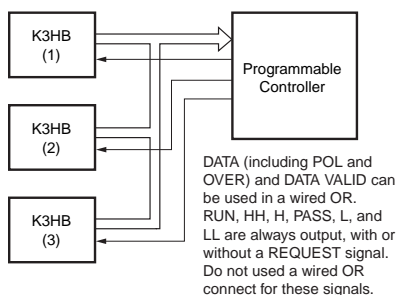 K3HB
(1)
Programmable
Controller
K3HB
(2)
K3HB
(3)
DATA (including POL and
OVER) and DATA VALID can
be used in a wired OR.
RUN, HH, H, PASS, L, and
LL are always output, with or
without a REQUEST signal.
Do not used a wired OR
connect for these signals.